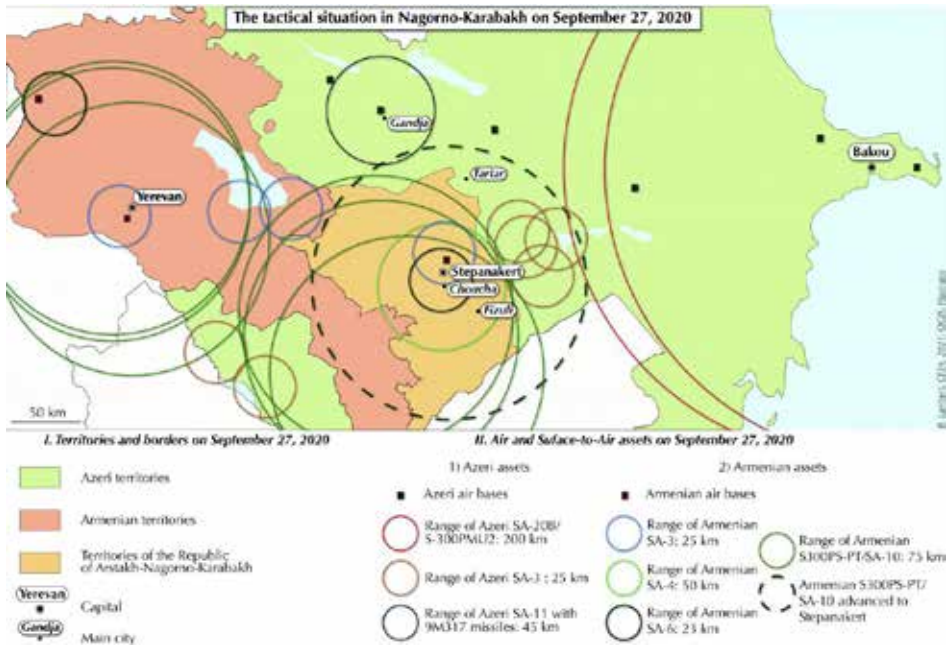 The tactical situation in Nagorno-Karabakh on September 27, 2020
Gandja
Bakou
Tartar
Yerevan
Stepanakert
Choucha
Fizuli
50 km
I. Territories and borders on September 27, 2020
II. Air and Suface-to-Air assets on September 27, 2020
Azeri territories
Armenian territories
Territories of the Republic
of Arstakh-Nagorno-Karabakh
Yerevan
Capital
Gandja
Main city
1) Azeri assets
Azeri air bases
Range of Azeri SA-20B/
S-300PMU2: 200 km
Range of Azeri SA-3 : 25 km
Range of Azeri SA-11 with
9M317 missiles: 45 km
2) Armenian assets
Armenian air bases
Range of Armenian
SA-3: 25 km
Range of Armenian
SA-4: 50 km
Range of Armenian
SA-6: 23 km
Range of Armenian
S300PS-PT/SA-10: 75 km
Armenian S300PS-PT/
SA-10 advanced to
Stepanakert